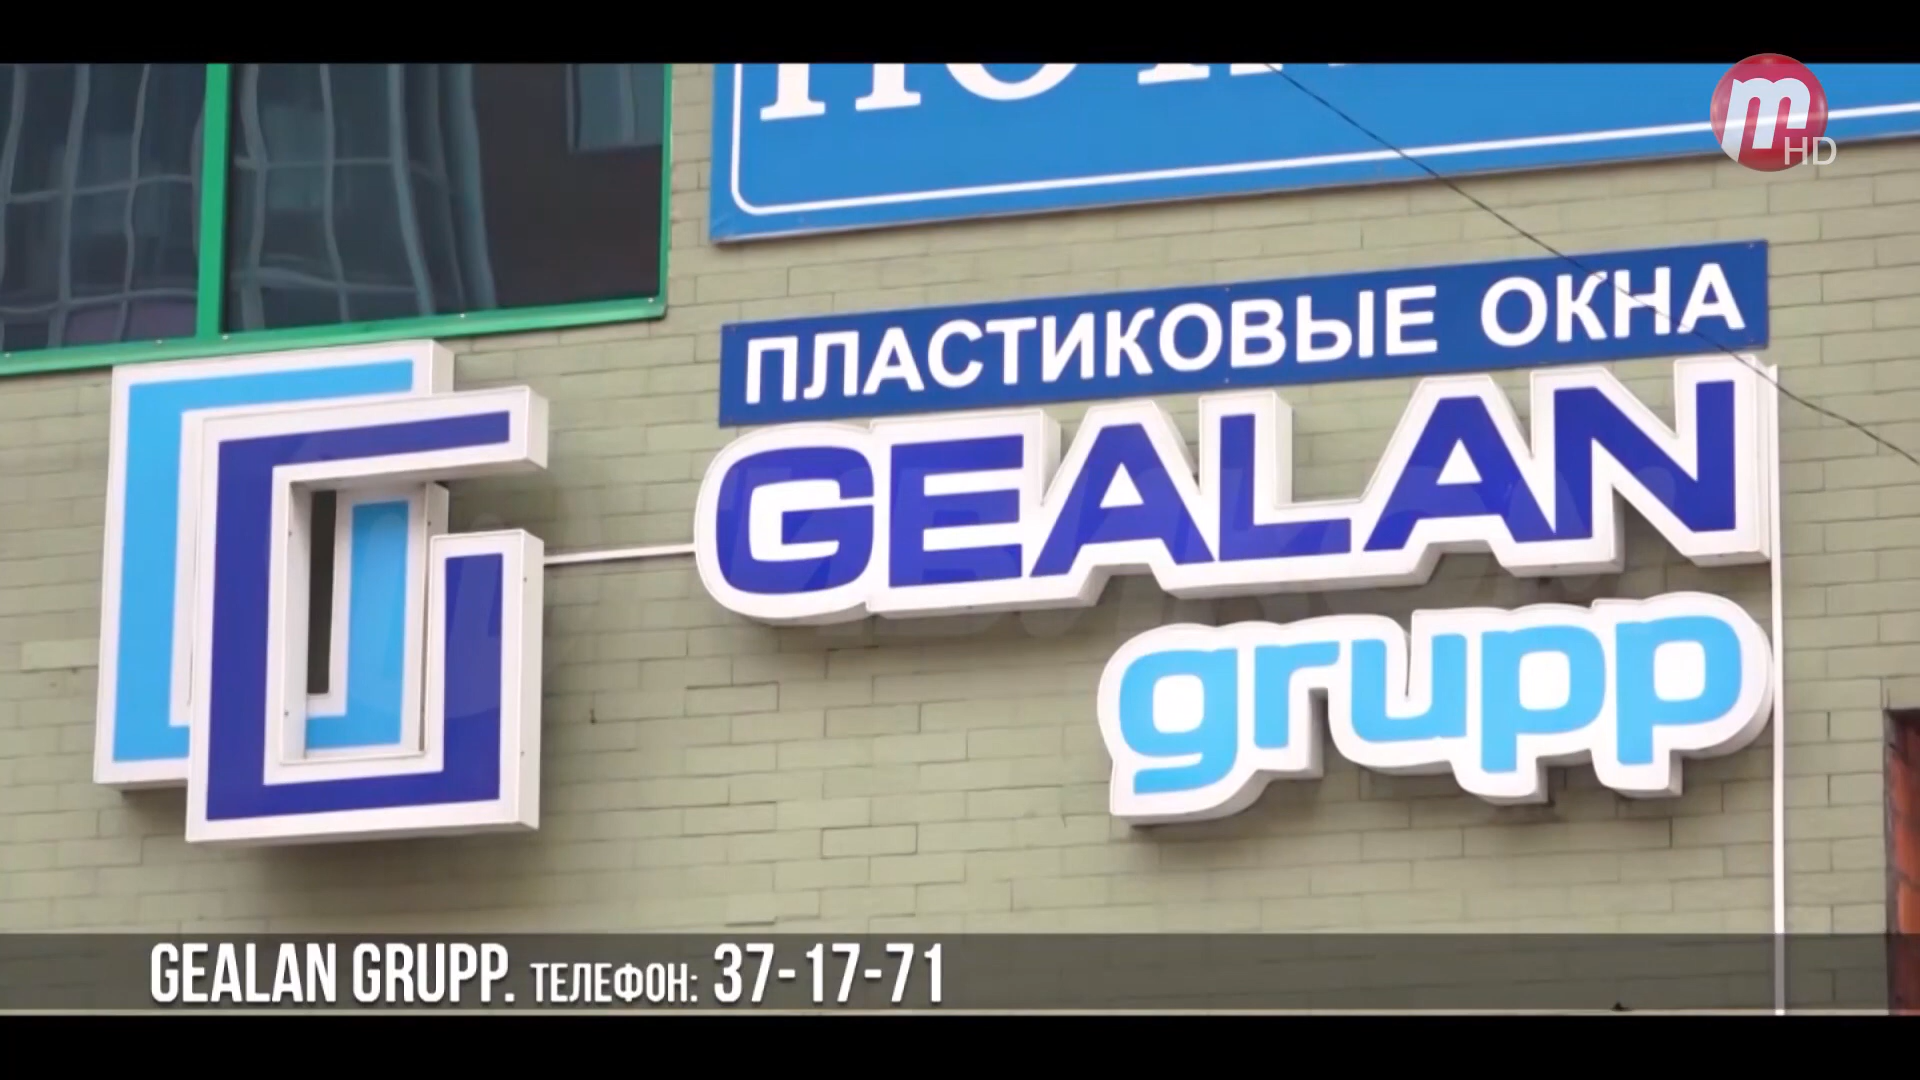 m HD
ПЛАСТИКОВЫЕ ОКНА
GEALAN
grupp
GEALAN GRUPP. ТЕЛЕФОН: 37-17-71